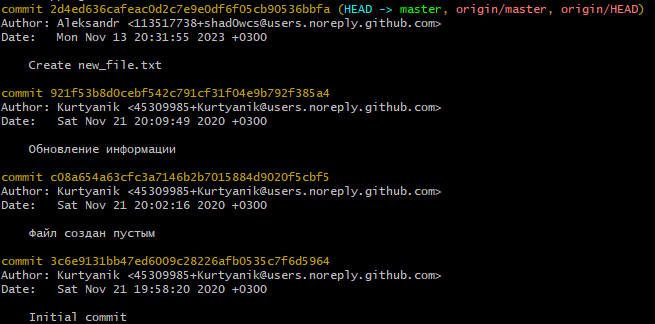 commit 2d4ed636cafeac0d2c7e9e0df6f05cb90536bbfa (HEAD -> master, origin/master, origin/HEAD)
Author: Aleksandr <113517738+shad0wcs@users.noreply.github.com>
Date:   Mon Nov 13 20:31:55 2023 +0300
Create new_file.txt
commit 921f53b8d0cebf542c791cf31f04e9b792f385a4
Author: Kurtyanik <45309985+Kurtyanik@users.noreply.github.com>
Date:   Sat Nov 21 20:09:49 2020 +0300
Обновление информации
commit c08a654a63cfc3a7146b2b7015884d9020f5cbf5
Author: Kurtyanik <45309985+Kurtyanik@users.noreply.github.com>
Date:   Sat Nov 21 20:02:16 2020 +0300
Файл создан пустым
commit 3c6e9131bb47ed6009c28226afb0535c7f6d5964
Author: Kurtyanik <45309985+Kurtyanik@users.noreply.github.com>
Date:   Sat Nov 21 19:58:20 2020 +0300
Initial commit